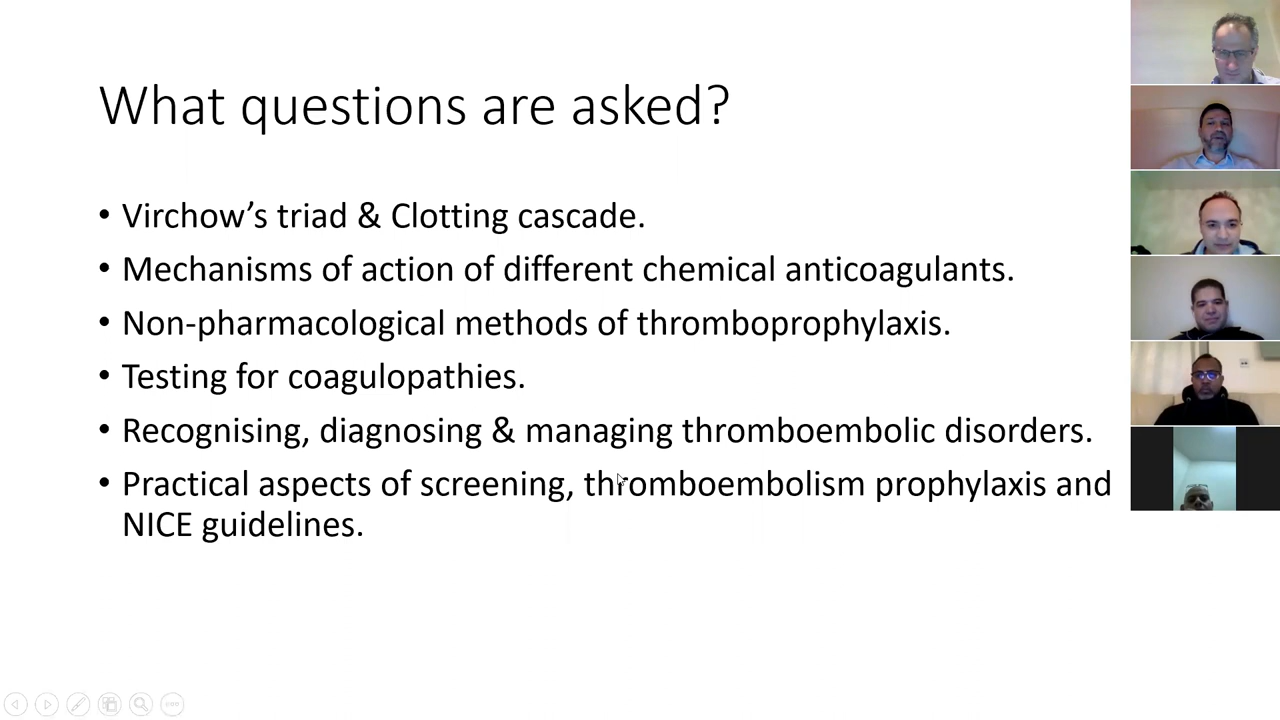 What questions are asked?
• Virchow’s triad & Clotting cascade.
• Mechanisms of action of different chemical anticoagulants.
• Non-pharmacological methods of thromboprophylaxis.
• Testing for coagulopathies.
• Recognising, diagnosing & managing thromboembolic disorders.
• Practical aspects of screening, thromboembolism prophylaxis and
NICE guidelines.